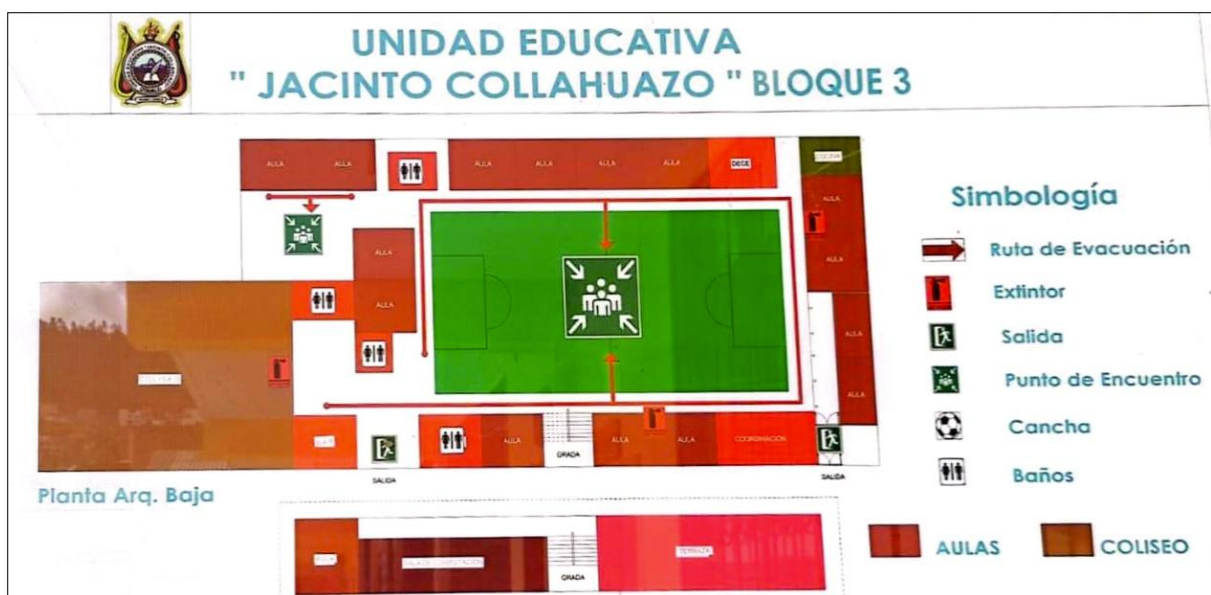 UNIDAD EDUCATIVA
" JACINTO COLLAHUAZO " BLOQUE 3
AULA
AULA
AULA
AULA
AULA
AULA
DECE
COCINA
AULA
AULA
AULA
AULA
AULA
AULA
AULA
GRADA
AULA
AULA
COORDINACIÓN
SALIDA
SALIDA
Planta Arq. Baja
Simbología
Ruta de Evacuación
Extintor
Salida
Punto de Encuentro
Cancha
Baños
AULAS
COLISEO
GRADA
TERRAZA